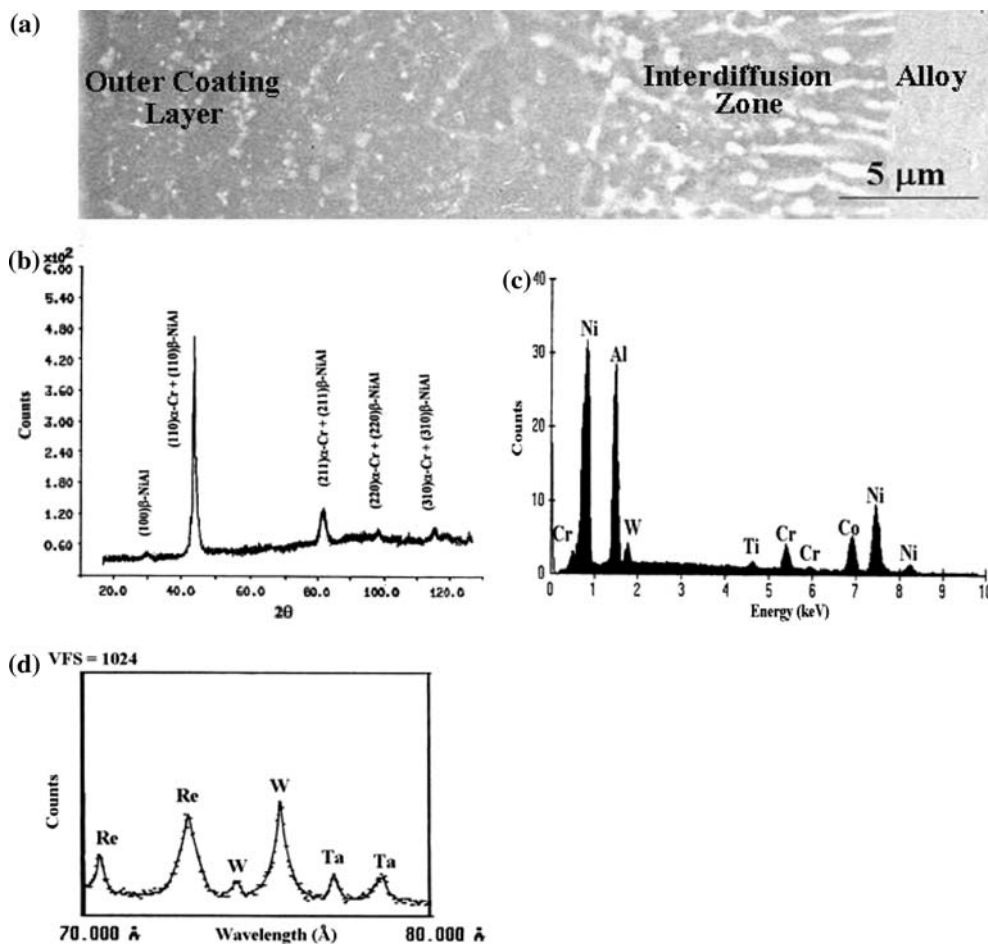 (a)
Outer Coating
Layer
Interdiffusion
Zone
Alloy
5 μm
(b)
x10²
6.00
5.40
4.80
4.20
3.60
3.00
2.40
1.80
1.20
0.60
Counts
(100)β-NiAl
(110)α-Cr + (110)β-NiAl
(211)α-Cr + (211)β-NiAl
(220)α-Cr + (220)β-NiAl
(310)α-Cr + (310)β-NiAl
20.0 40.0 60.0 80.0 100.0 120.0
2θ
(c)
40
30
20
10
0
Counts
Cr
Ni
Al
W
Ti
Cr
Cr
Co
Ni
Ni
0 1 2 3 4 5 6 7 8 9 10
Energy (keV)
(d)
VFS = 1024
Counts
Re
Re
W
W
Ta
Ta
70.000 Å Wavelength (Å) 80.000 Å